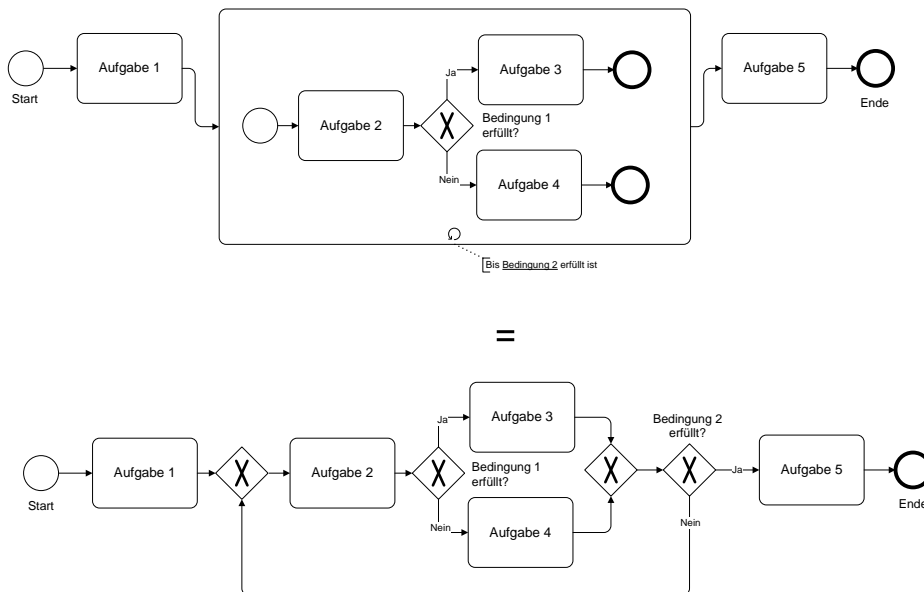 Start
Aufgabe 1
Aufgabe 2
Bedingung 1
erfüllt?
Ja
Aufgabe 3
Nein
Aufgabe 4
Bis Bedingung 2 erfüllt ist
Aufgabe 5
Ende
=
Start
Aufgabe 1
Aufgabe 2
Ja
Aufgabe 3
Bedingung 1
erfüllt?
Nein
Aufgabe 4
Bedingung 2
erfüllt?
Ja
Nein
Aufgabe 5
Ende